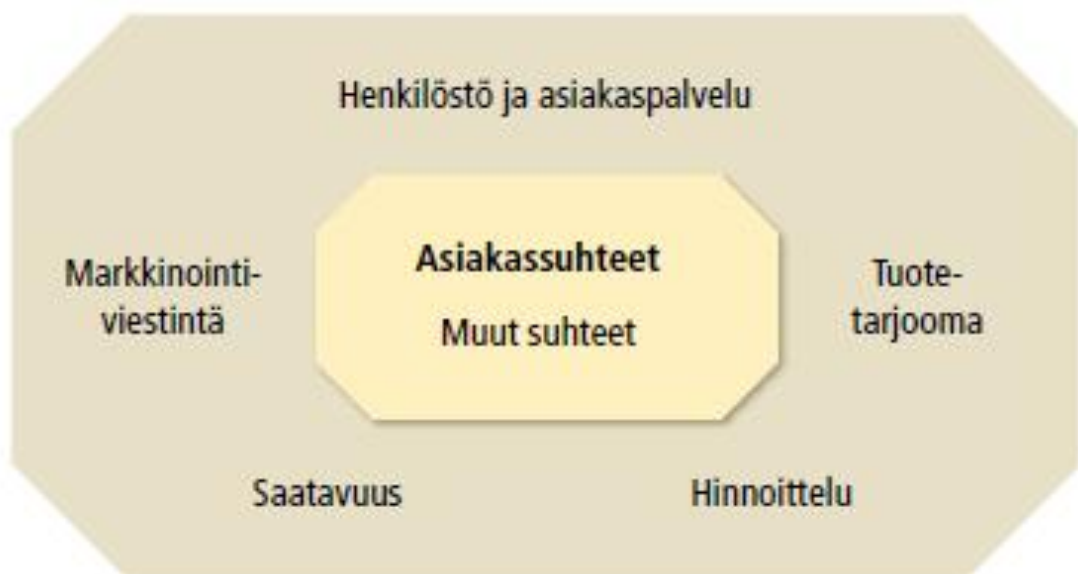 Henkilöstö ja asiakaspalvelu
Markkinointi-
viestintä
Asiakassuhteet
Muut suhteet
Tuote-
tarjooma
Saatavuus
Hinnoittelu